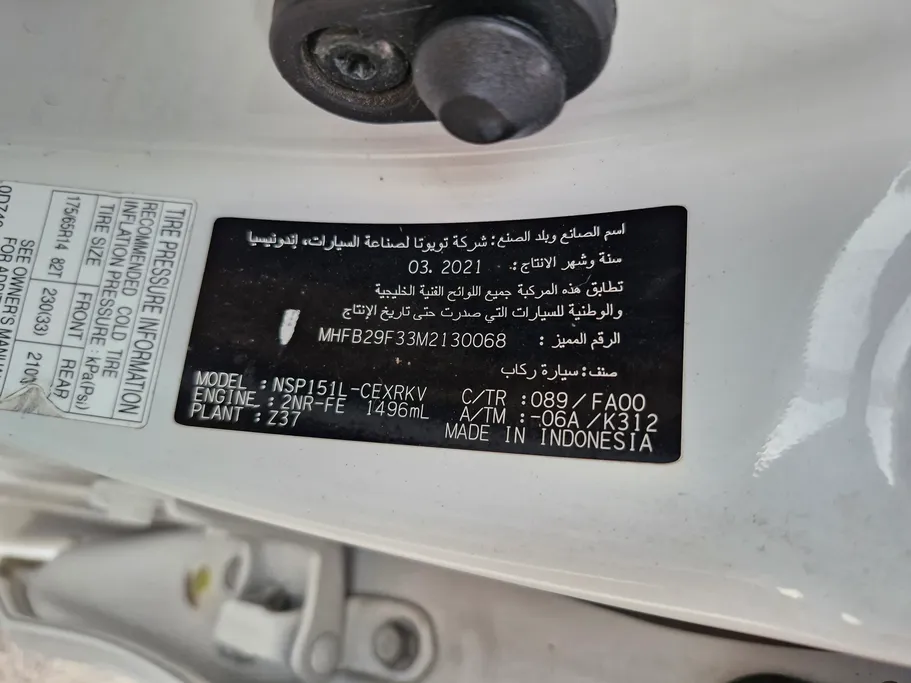 TIRE PRESSURE INFORMATION
RECOMMENDED COLD TIRE
INFLATION PRESSURE : kPa(Psi)
TIRE SIZE FRONT REAR
175/65R14 82T 230(33)
SEE OWNER'S
اسم الصانع وبلد الصنع: شركة تويوتا لصناعة السيارات، إندونيسيا
سنة وشهر الانتاج: 03. 2021
تطابق هذه المركبة جميع اللوائح الفنية الخليجية
والوطنية للسيارات التي صدرت حتى تاريخ الإنتاج
الرقم المميز : MHFB29F33M2130068
صنف: سيارة ركاب
MODEL : NSP151L-CEXRKV C/TR : 089/FA00
ENGINE : 2NR-FE 1496mL A/TM : -06A/K312
PLANT : Z37 MADE IN INDONESIA